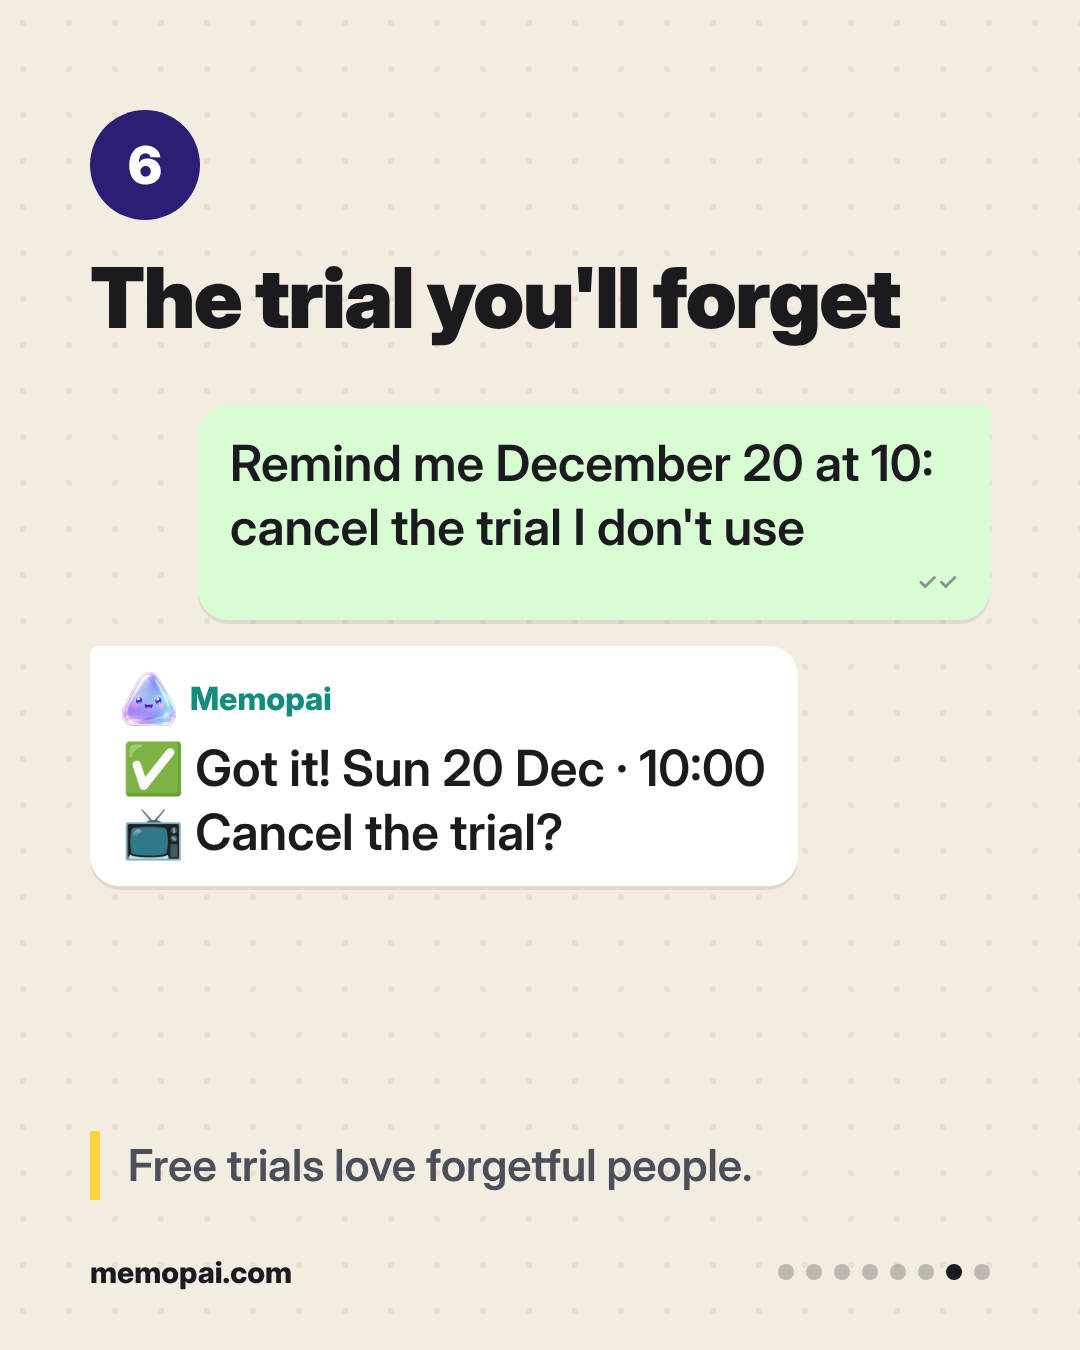 6
The trial you'll forget
Remind me December 20 at 10:
cancel the trial I don't use
Memopai
✅ Got it! Sun 20 Dec · 10:00
📺 Cancel the trial?
Free trials love forgetful people.
memopai.com